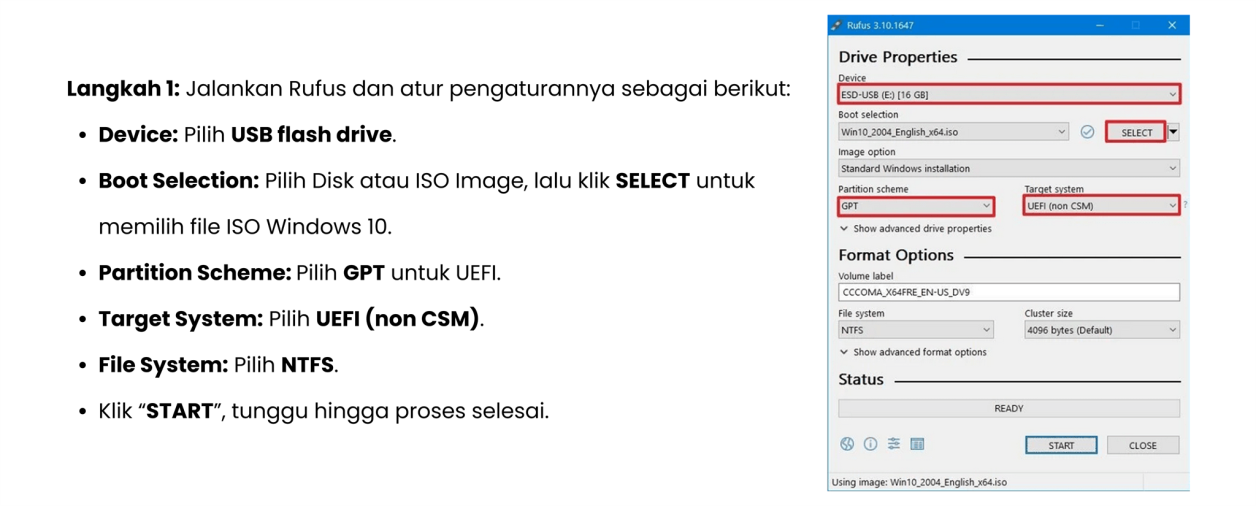 Langkah 1: Jalankan Rufus dan atur pengaturannya sebagai berikut:
• Device: Pilih USB flash drive.
• Boot Selection: Pilih Disk atau ISO Image, lalu klik SELECT untuk
memilih file ISO Windows 10.
• Partition Scheme: Pilih GPT untuk UEFI.
• Target System: Pilih UEFI (non CSM).
• File System: Pilih NTFS.
• Klik “START”, tunggu hingga proses selesai.
Rufus 3.10.1647
Drive Properties
Device
ESD-USB (E:) [16 GB]
Boot selection
Win10_2004_English_x64.iso SELECT
Image option
Standard Windows installation
Partition scheme Target system
GPT UEFI (non CSM) ?
Show advanced drive properties
Format Options
Volume label
CCCOMA_X64FRE_EN-US_DV9
File system Cluster size
NTFS 4096 bytes (Default)
Show advanced format options
Status
READY
START CLOSE
Using image: Win10_2004_English_x64.iso